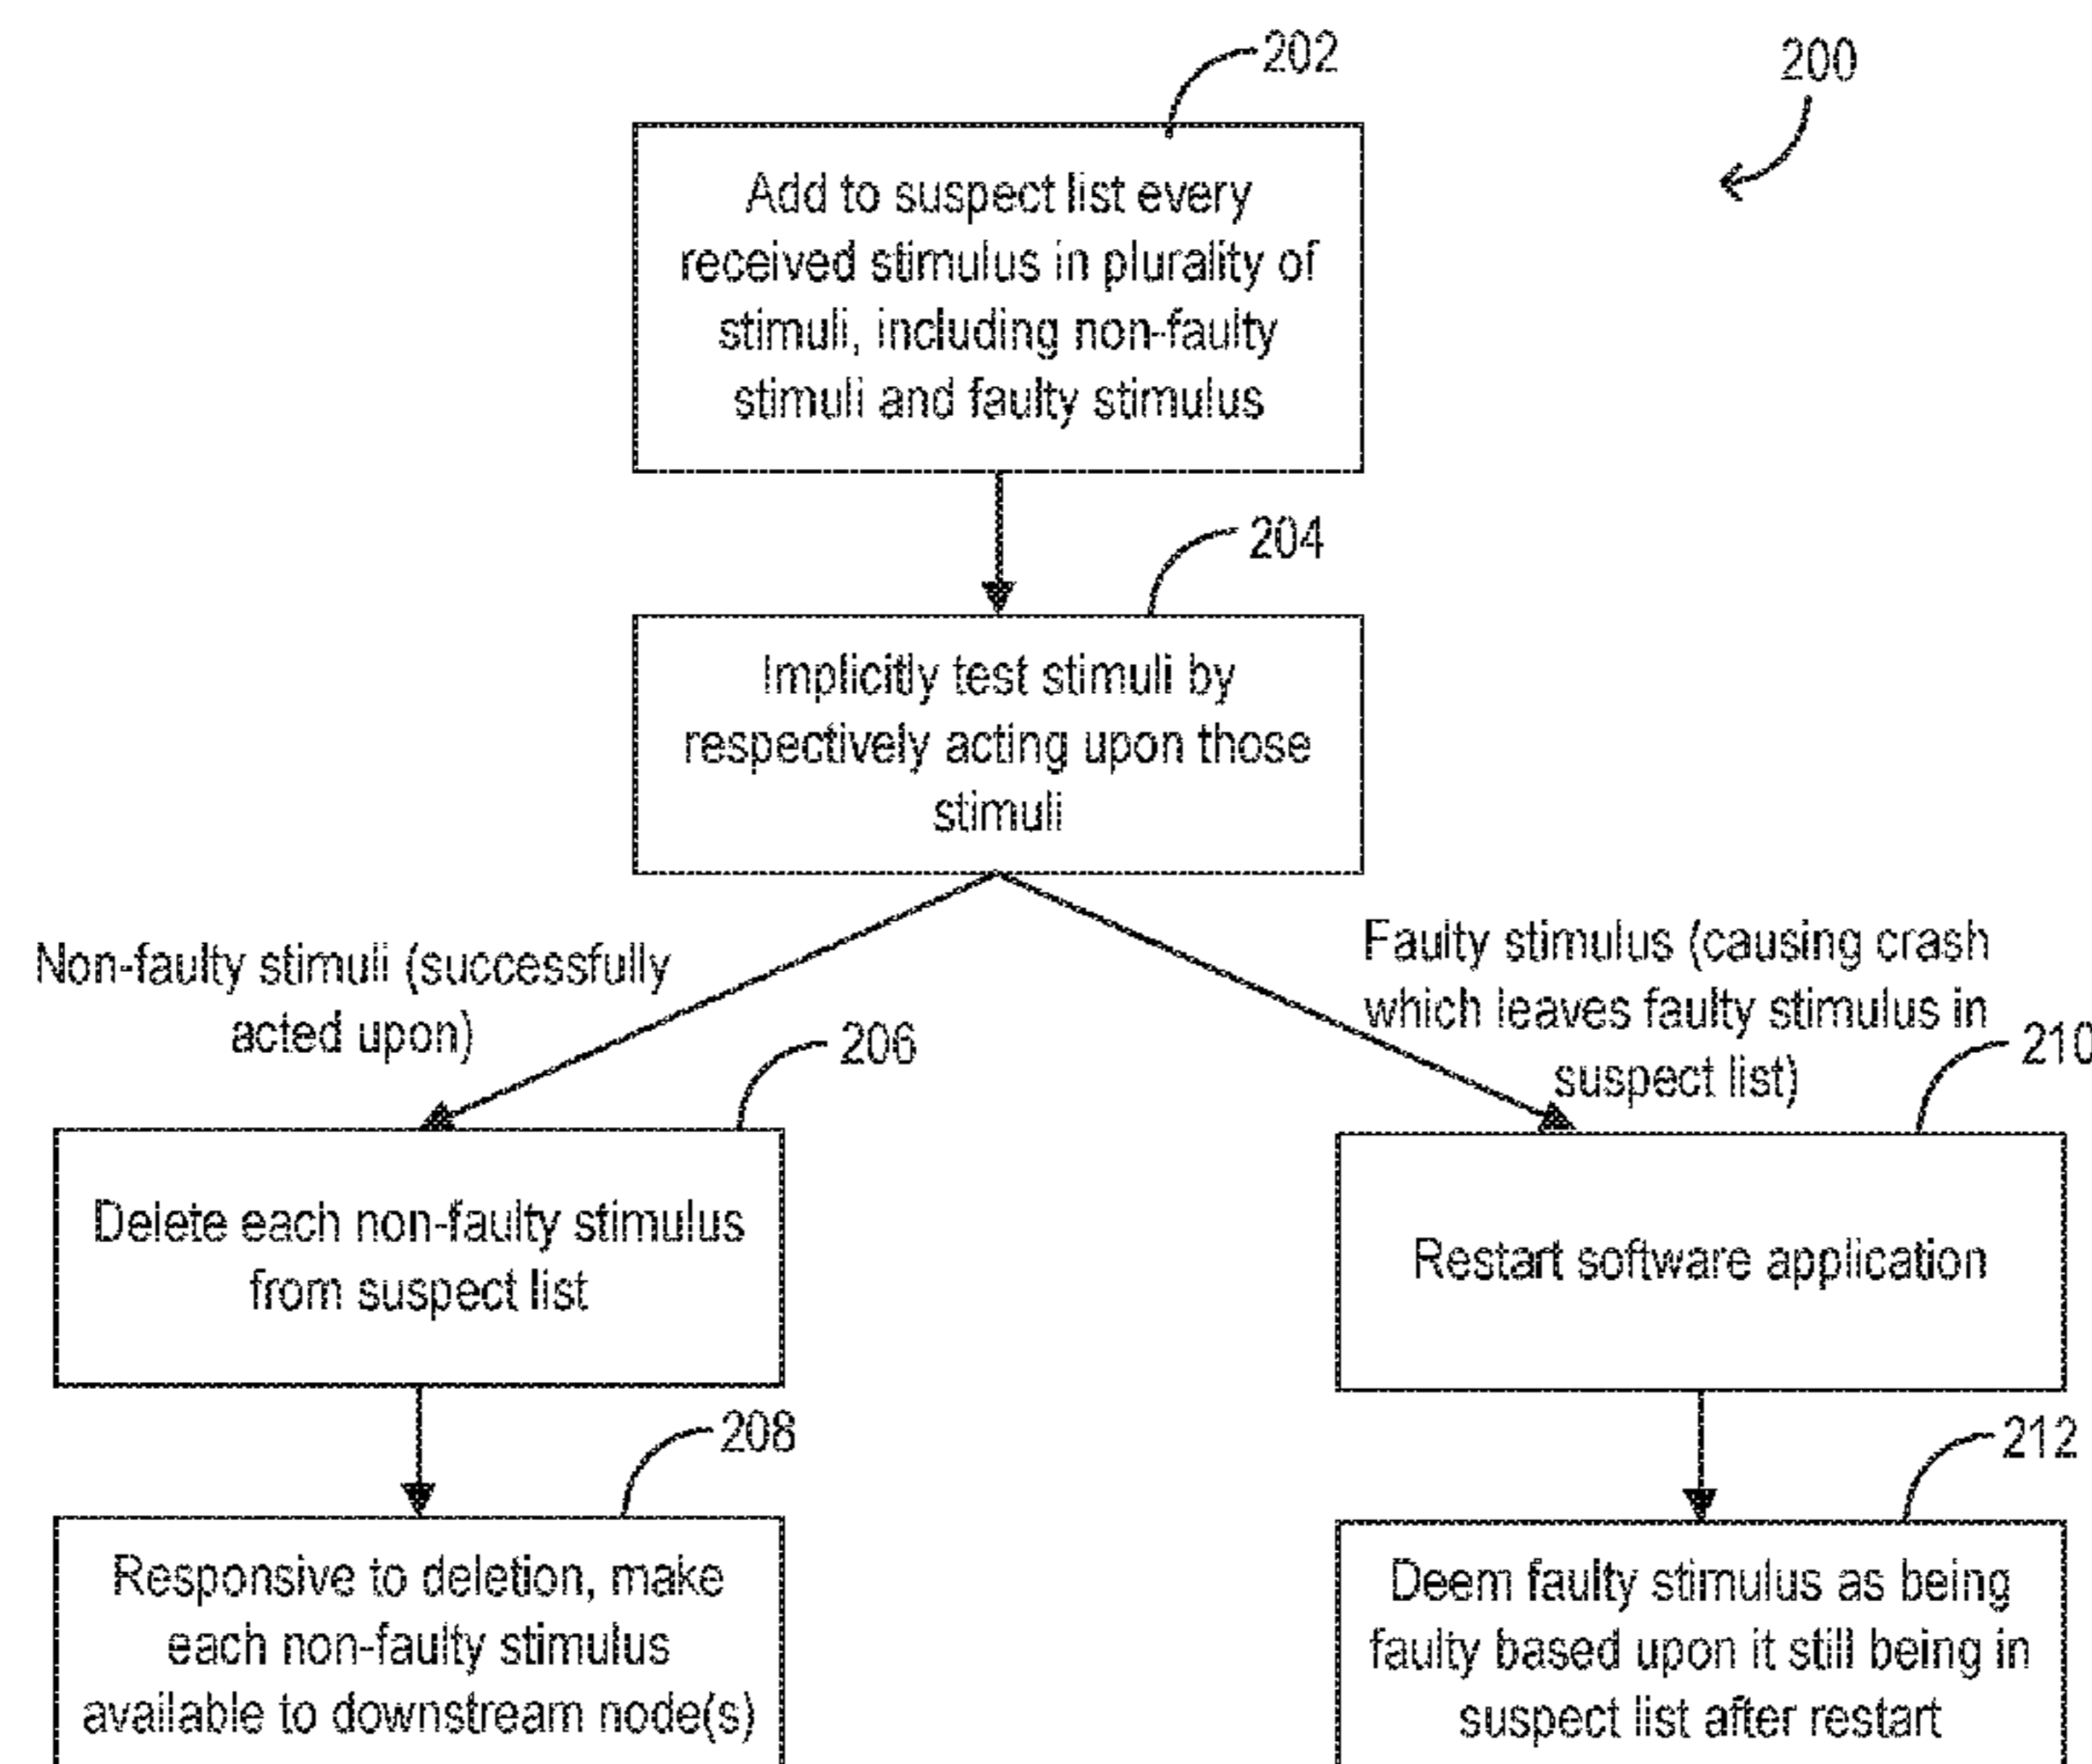 202
200
Add to suspect list every
received stimulus in plurality of
stimuli, including non-faulty
stimuli and faulty stimulus
204
Implicitly test stimuli by
respectively acting upon those
stimuli
Non-faulty stimuli (successfully
acted upon)
Faulty stimulus (causing crash
which leaves faulty stimulus in
suspect list)
206
210
Delete each non-faulty stimulus
from suspect list
Restart software application
208
212
Responsive to deletion, make
each non-faulty stimulus
available to downstream node(s)
Deem faulty stimulus as being
faulty based upon it still being in
suspect list after restart